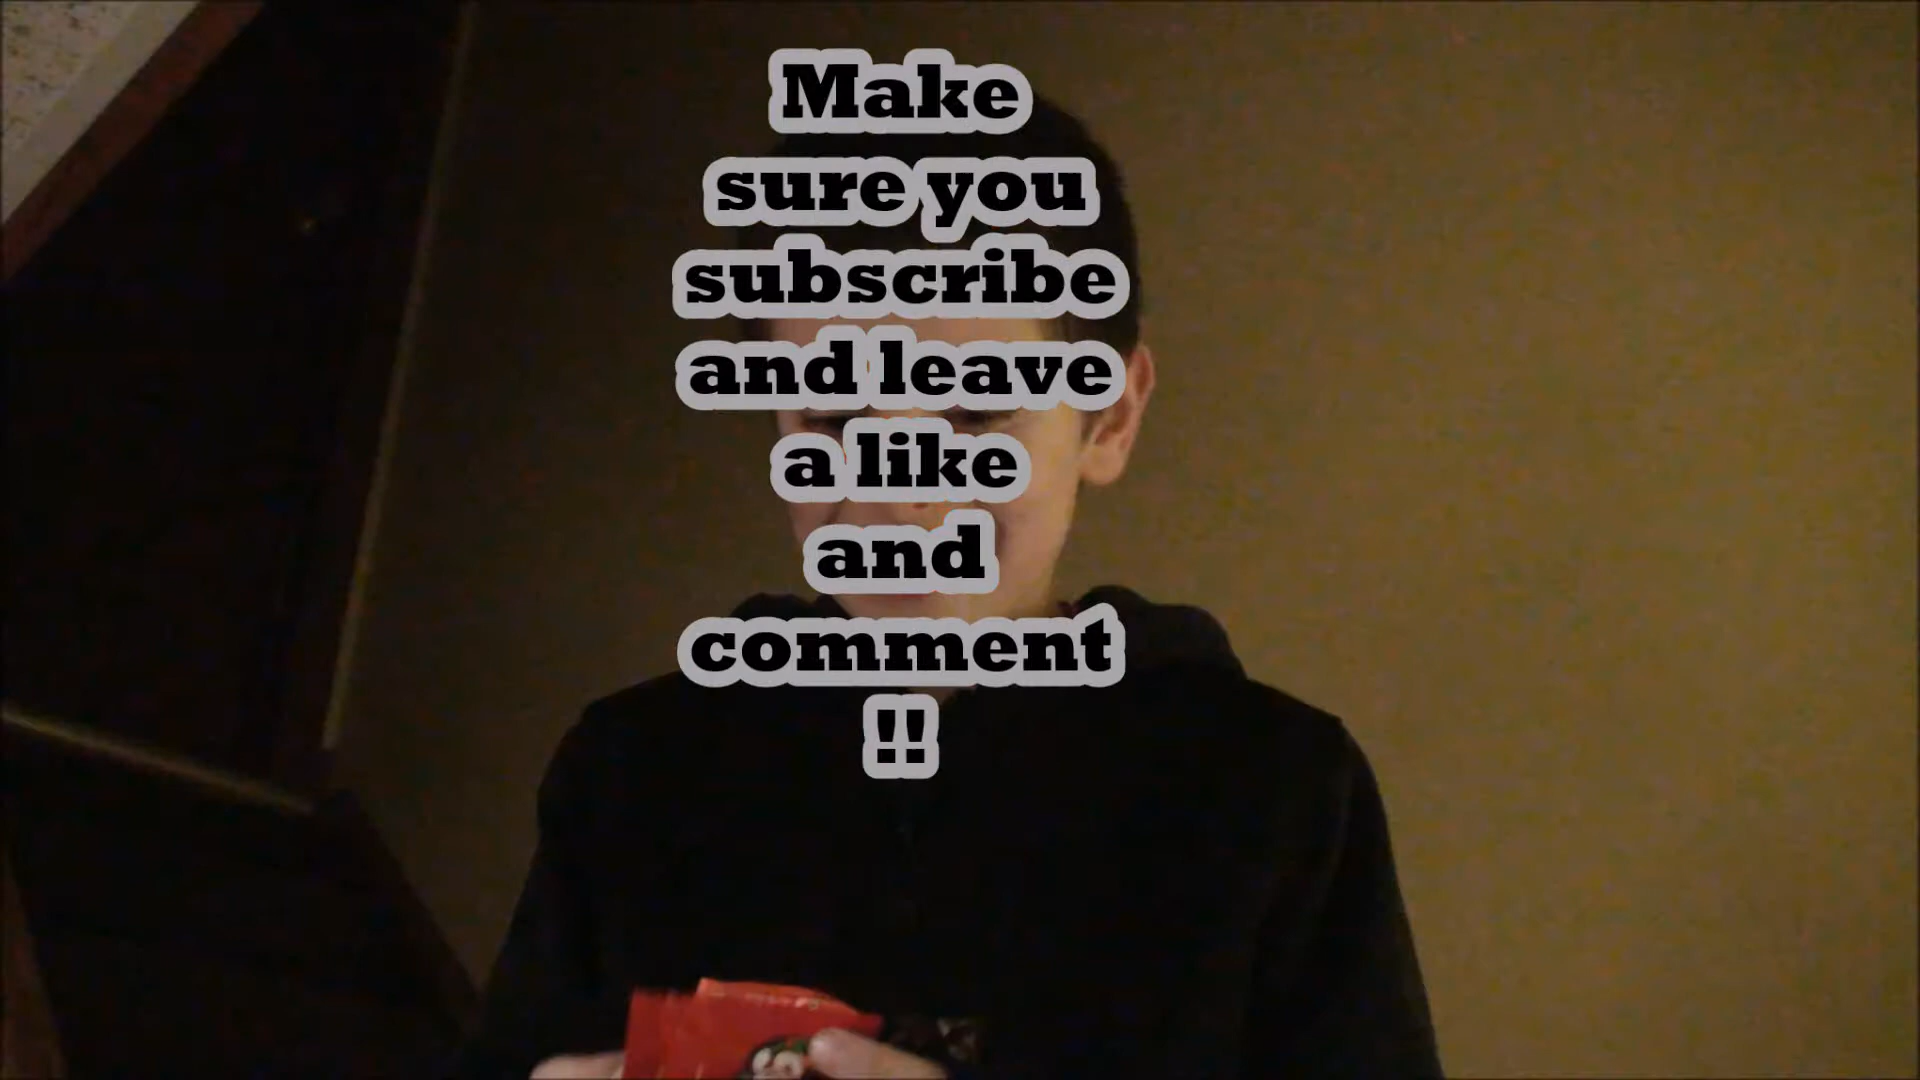 Make
sure you
subscribe
and leave
a like
and
comment
!!